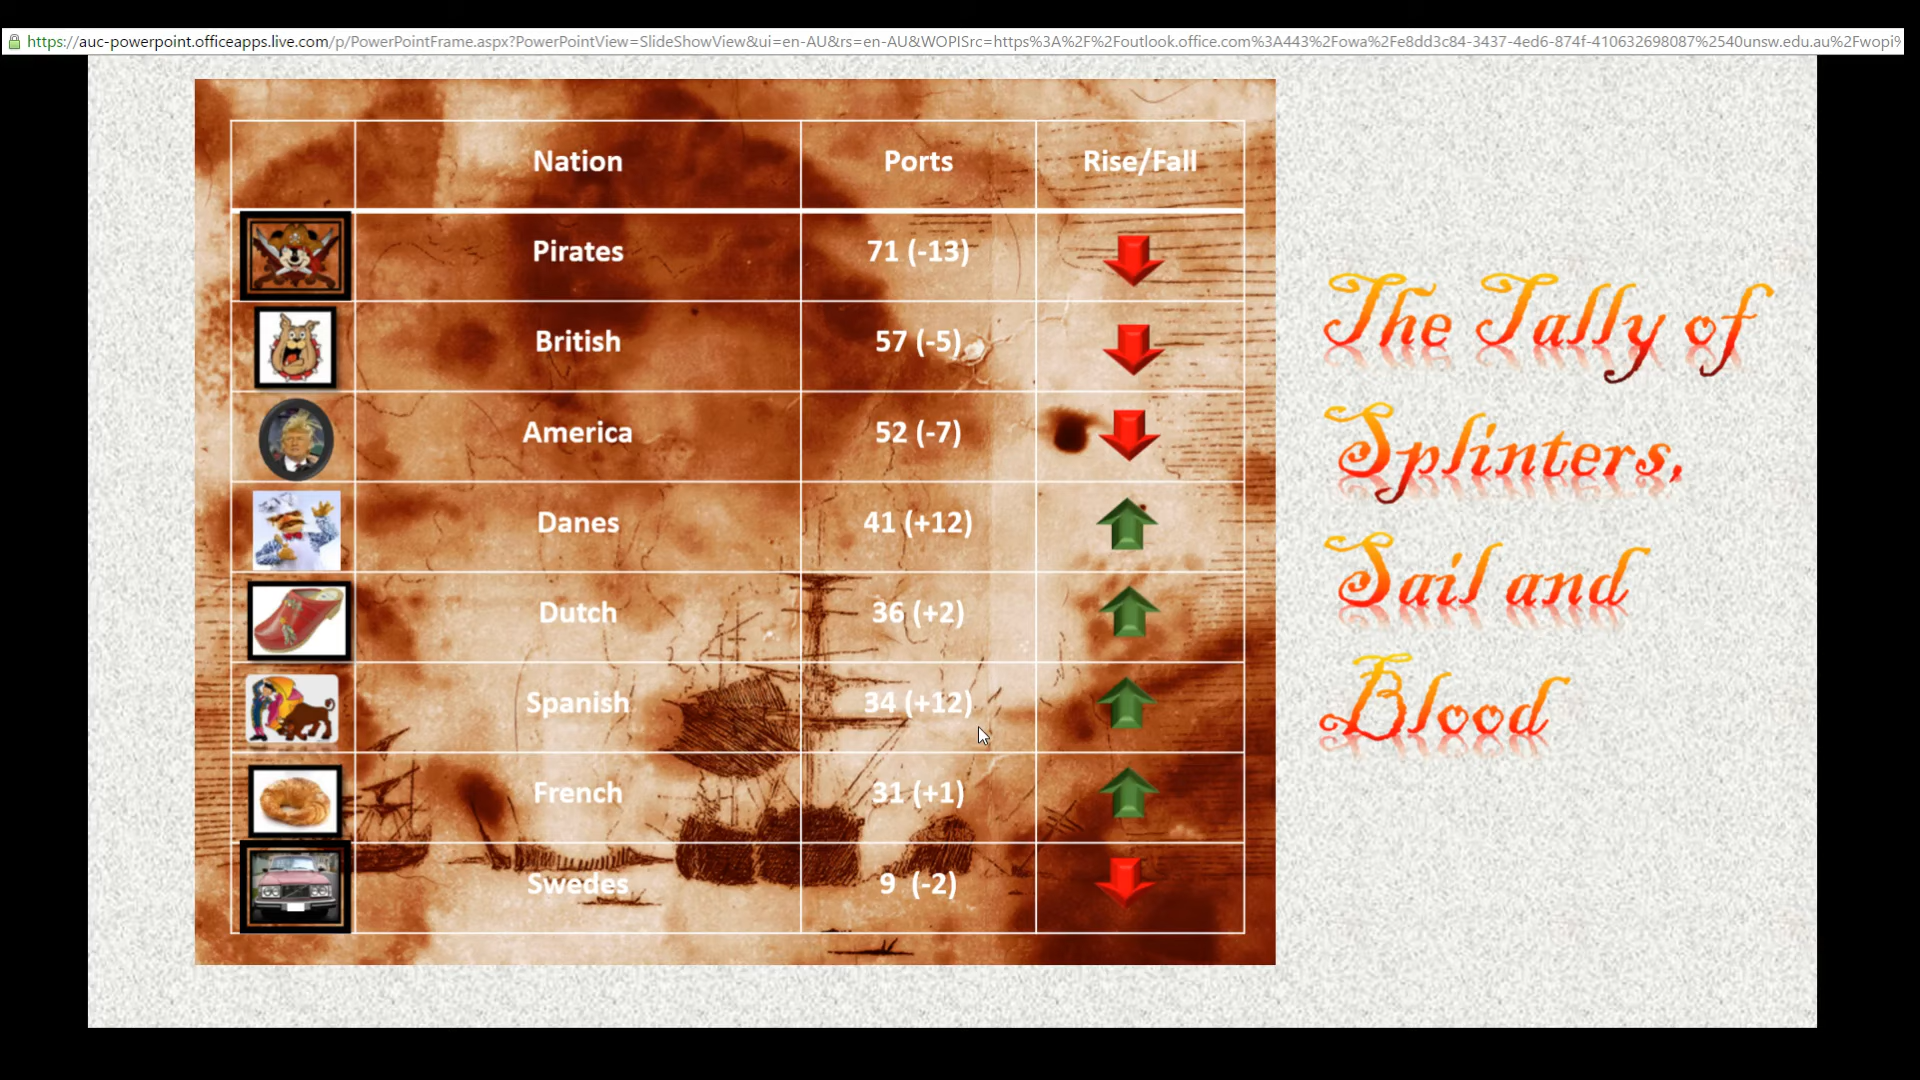 https://auc-powerpoint.officeapps.live.com/p/PowerPointFrame.aspx?PowerPointView=SlideShowView&ui=en-AU&rs=en-AU&WOPISrc=https%3A%2F%2Foutlook.office.com%3A443%2Fowa%2Fe8dd3c84-3437-4ed6-874f-410632698087%2540unsw.edu.au%2Fwopi%
Nation Ports Rise/Fall
Pirates 71 (-13)
British 57 (-5)
America 52 (-7)
Danes 41 (+12)
Dutch 36 (+2)
Spanish 34 (+12)
French 31 (+1)
Swedes 9 (-2)
The Tally of
Splinters,
Sail and
Blood